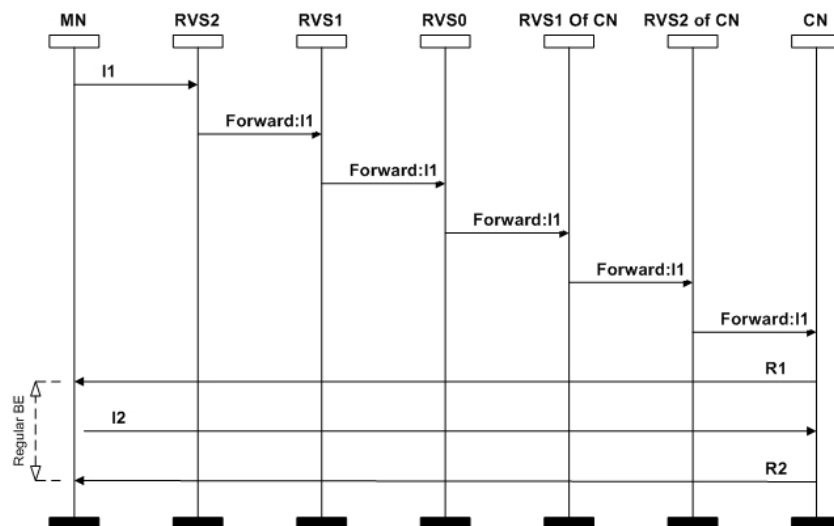 MN
RVS2
RVS1
RVS0
RVS1 Of CN
RVS2 of CN
CN
I1
Forward:I1
Forward:I1
Forward:I1
Forward:I1
Forward:I1
R1
Regular BE
I2
R2